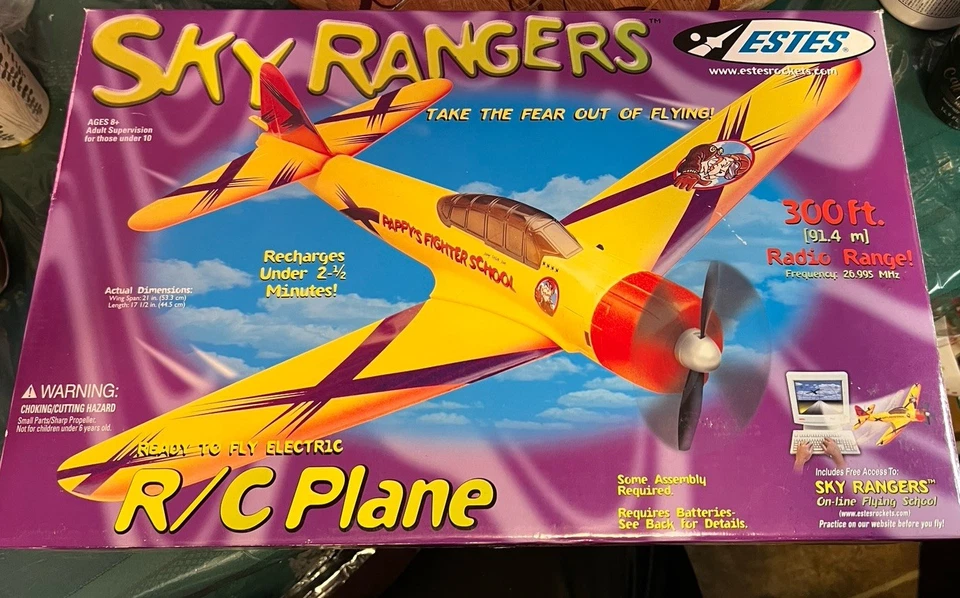 SKY RANGERS™
ESTES®
www.estesrockets.com
TAKE THE FEAR OUT OF FLYING!
AGES 8+
Adult Supervision
for those under 10
PAPPY'S FIGHTER SCHOOL
300 ft.
[91.4 m]
Radio Range!
Frequency: 26.995 MHz
Recharges
Under 2-½
Minutes!
Actual Dimensions:
Wing Span: 21 in. (53.3 cm)
Length: 17 1/2 in. (44.5 cm)
WARNING:
CHOKING/CUTTING HAZARD
Small Parts/Sharp Propeller.
Not for children under 6 years old.
READY TO FLY ELECTRIC
R/C Plane
Some Assembly
Required.
Requires Batteries-
See Back for Details.
Includes Free Access To:
SKY RANGERS™
On-line Flying School
(www.estesrockets.com)
Practice on our website before you fly!